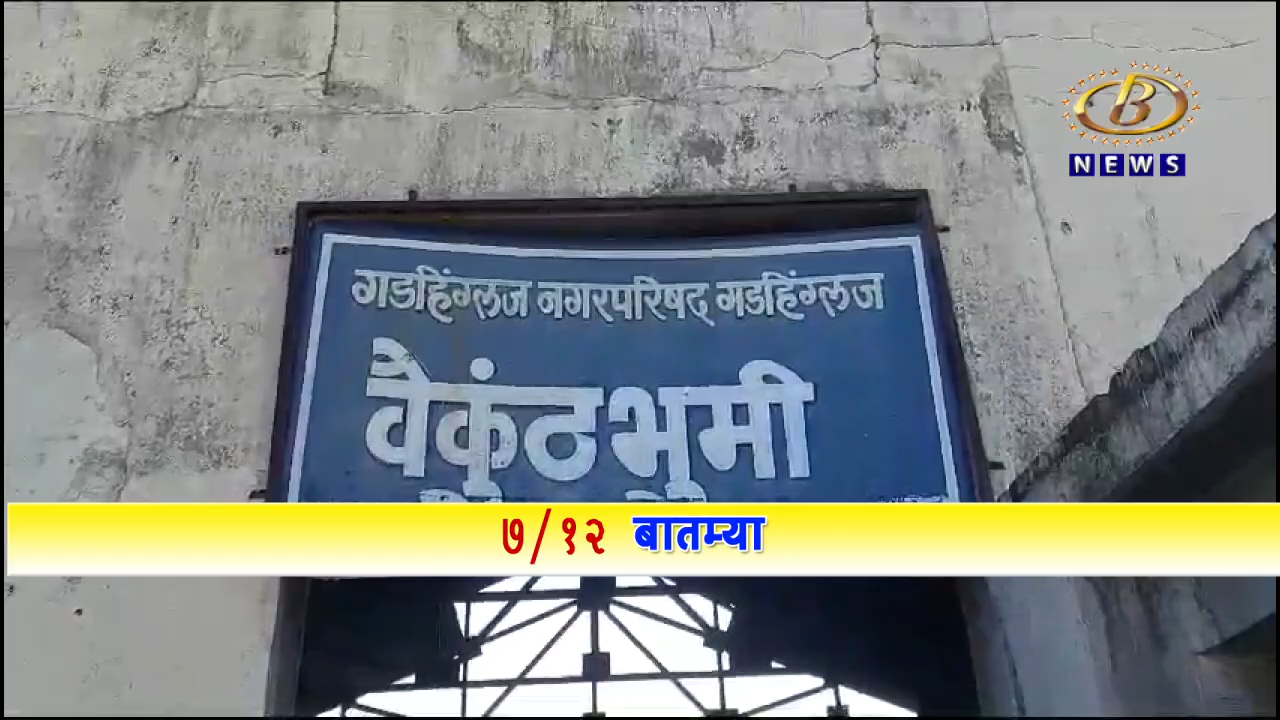 B
NEWS
गडहिंग्लज नगरपरिषद गडहिंग्लज
वैकुंठभूमी
७/१२ बातम्या